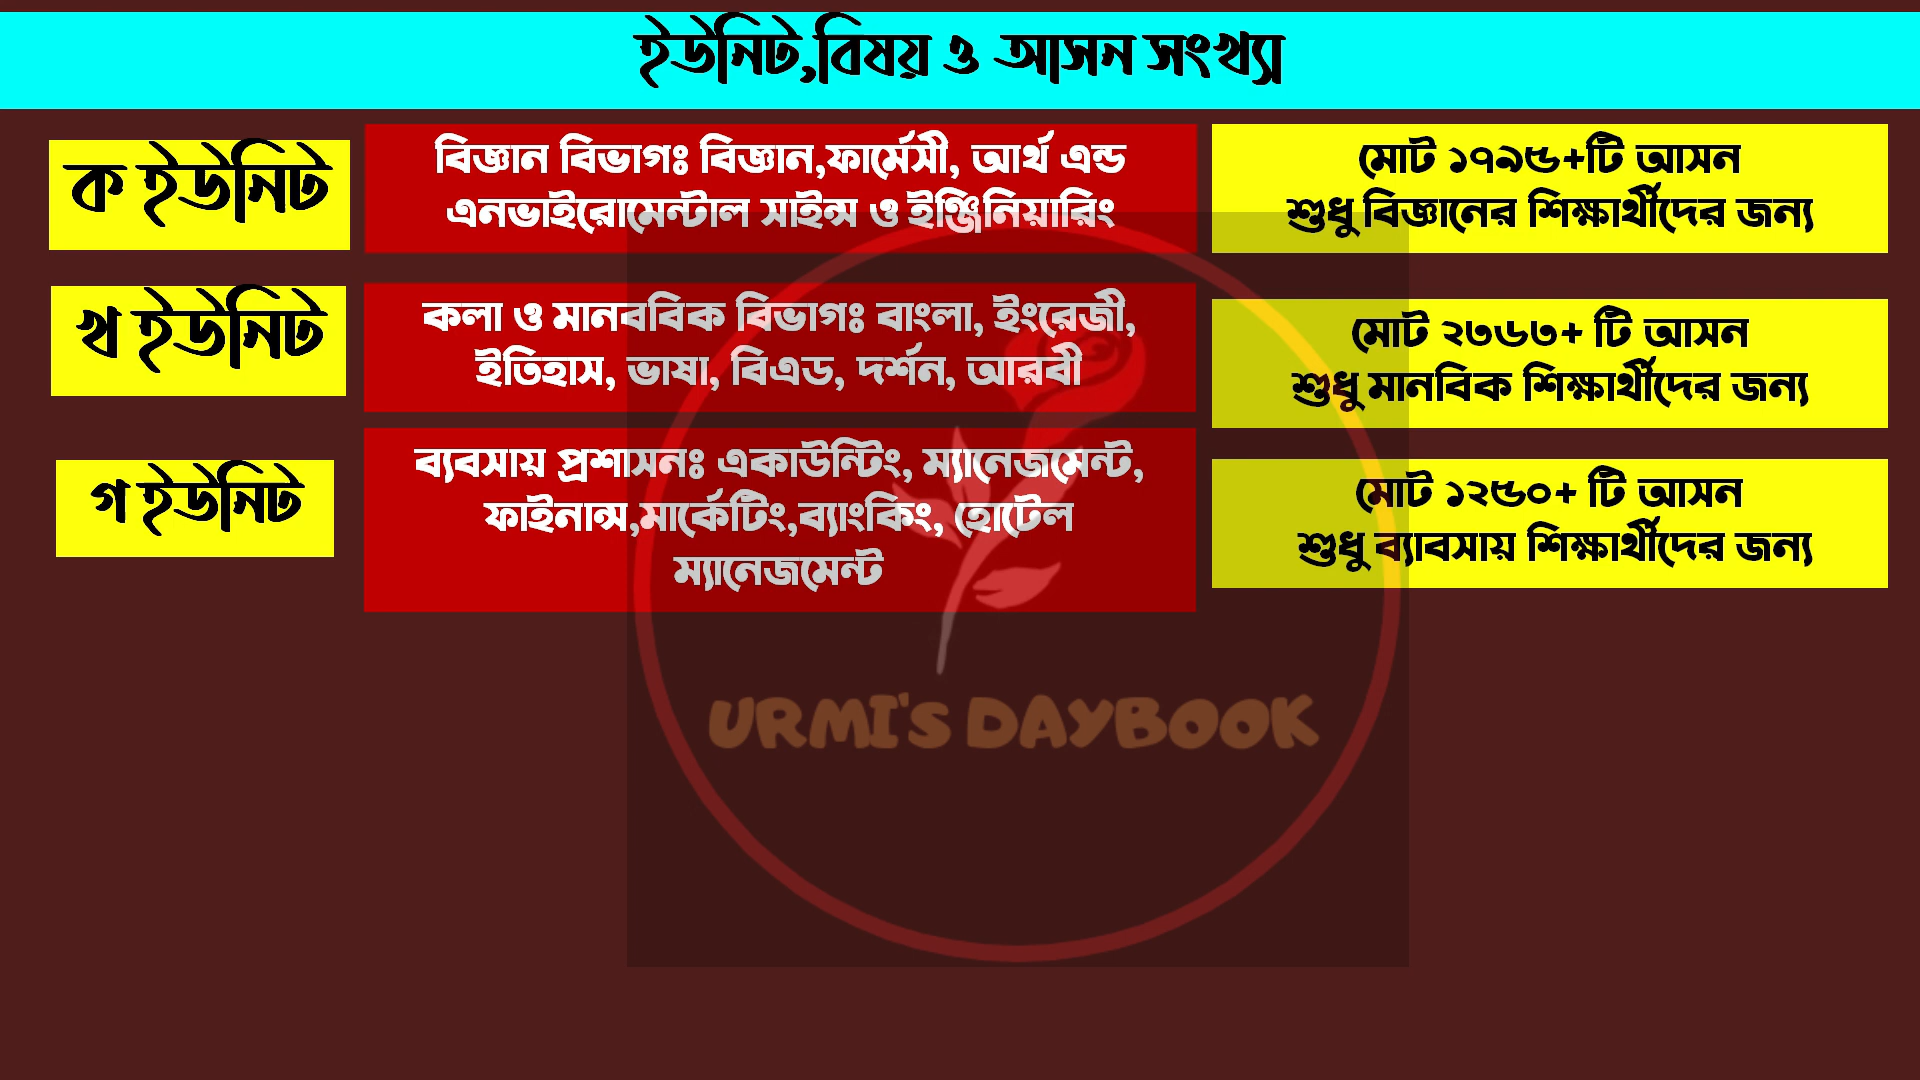 ইউনিট,বিষয় ও আসন সংখ্যা
ক ইউনিট
বিজ্ঞান বিভাগঃ বিজ্ঞান,ফার্মেসী, আর্থ এন্ড
এনভাইরোমেন্টাল সাইন্স ও ইঞ্জিনিয়ারিং
মোট ১৭৯৫+টি আসন
শুধু বিজ্ঞানের শিক্ষার্থীদের জন্য
খ ইউনিট
কলা ও মানববিক বিভাগঃ বাংলা, ইংরেজী,
ইতিহাস, ভাষা, বিএড, দর্শন, আরবী
মোট ২৩৬৩+ টি আসন
শুধু মানবিক শিক্ষার্থীদের জন্য
গ ইউনিট
ব্যবসায় প্রশাসনঃ একাউন্টিং, ম্যানেজমেন্ট,
ফাইনান্স,মার্কেটিং,ব্যাংকিং, হোটেল
ম্যানেজমেন্ট
মোট ১২৫০+ টি আসন
শুধু ব্যাবসায় শিক্ষার্থীদের জন্য
URMI'S DAYBOOK